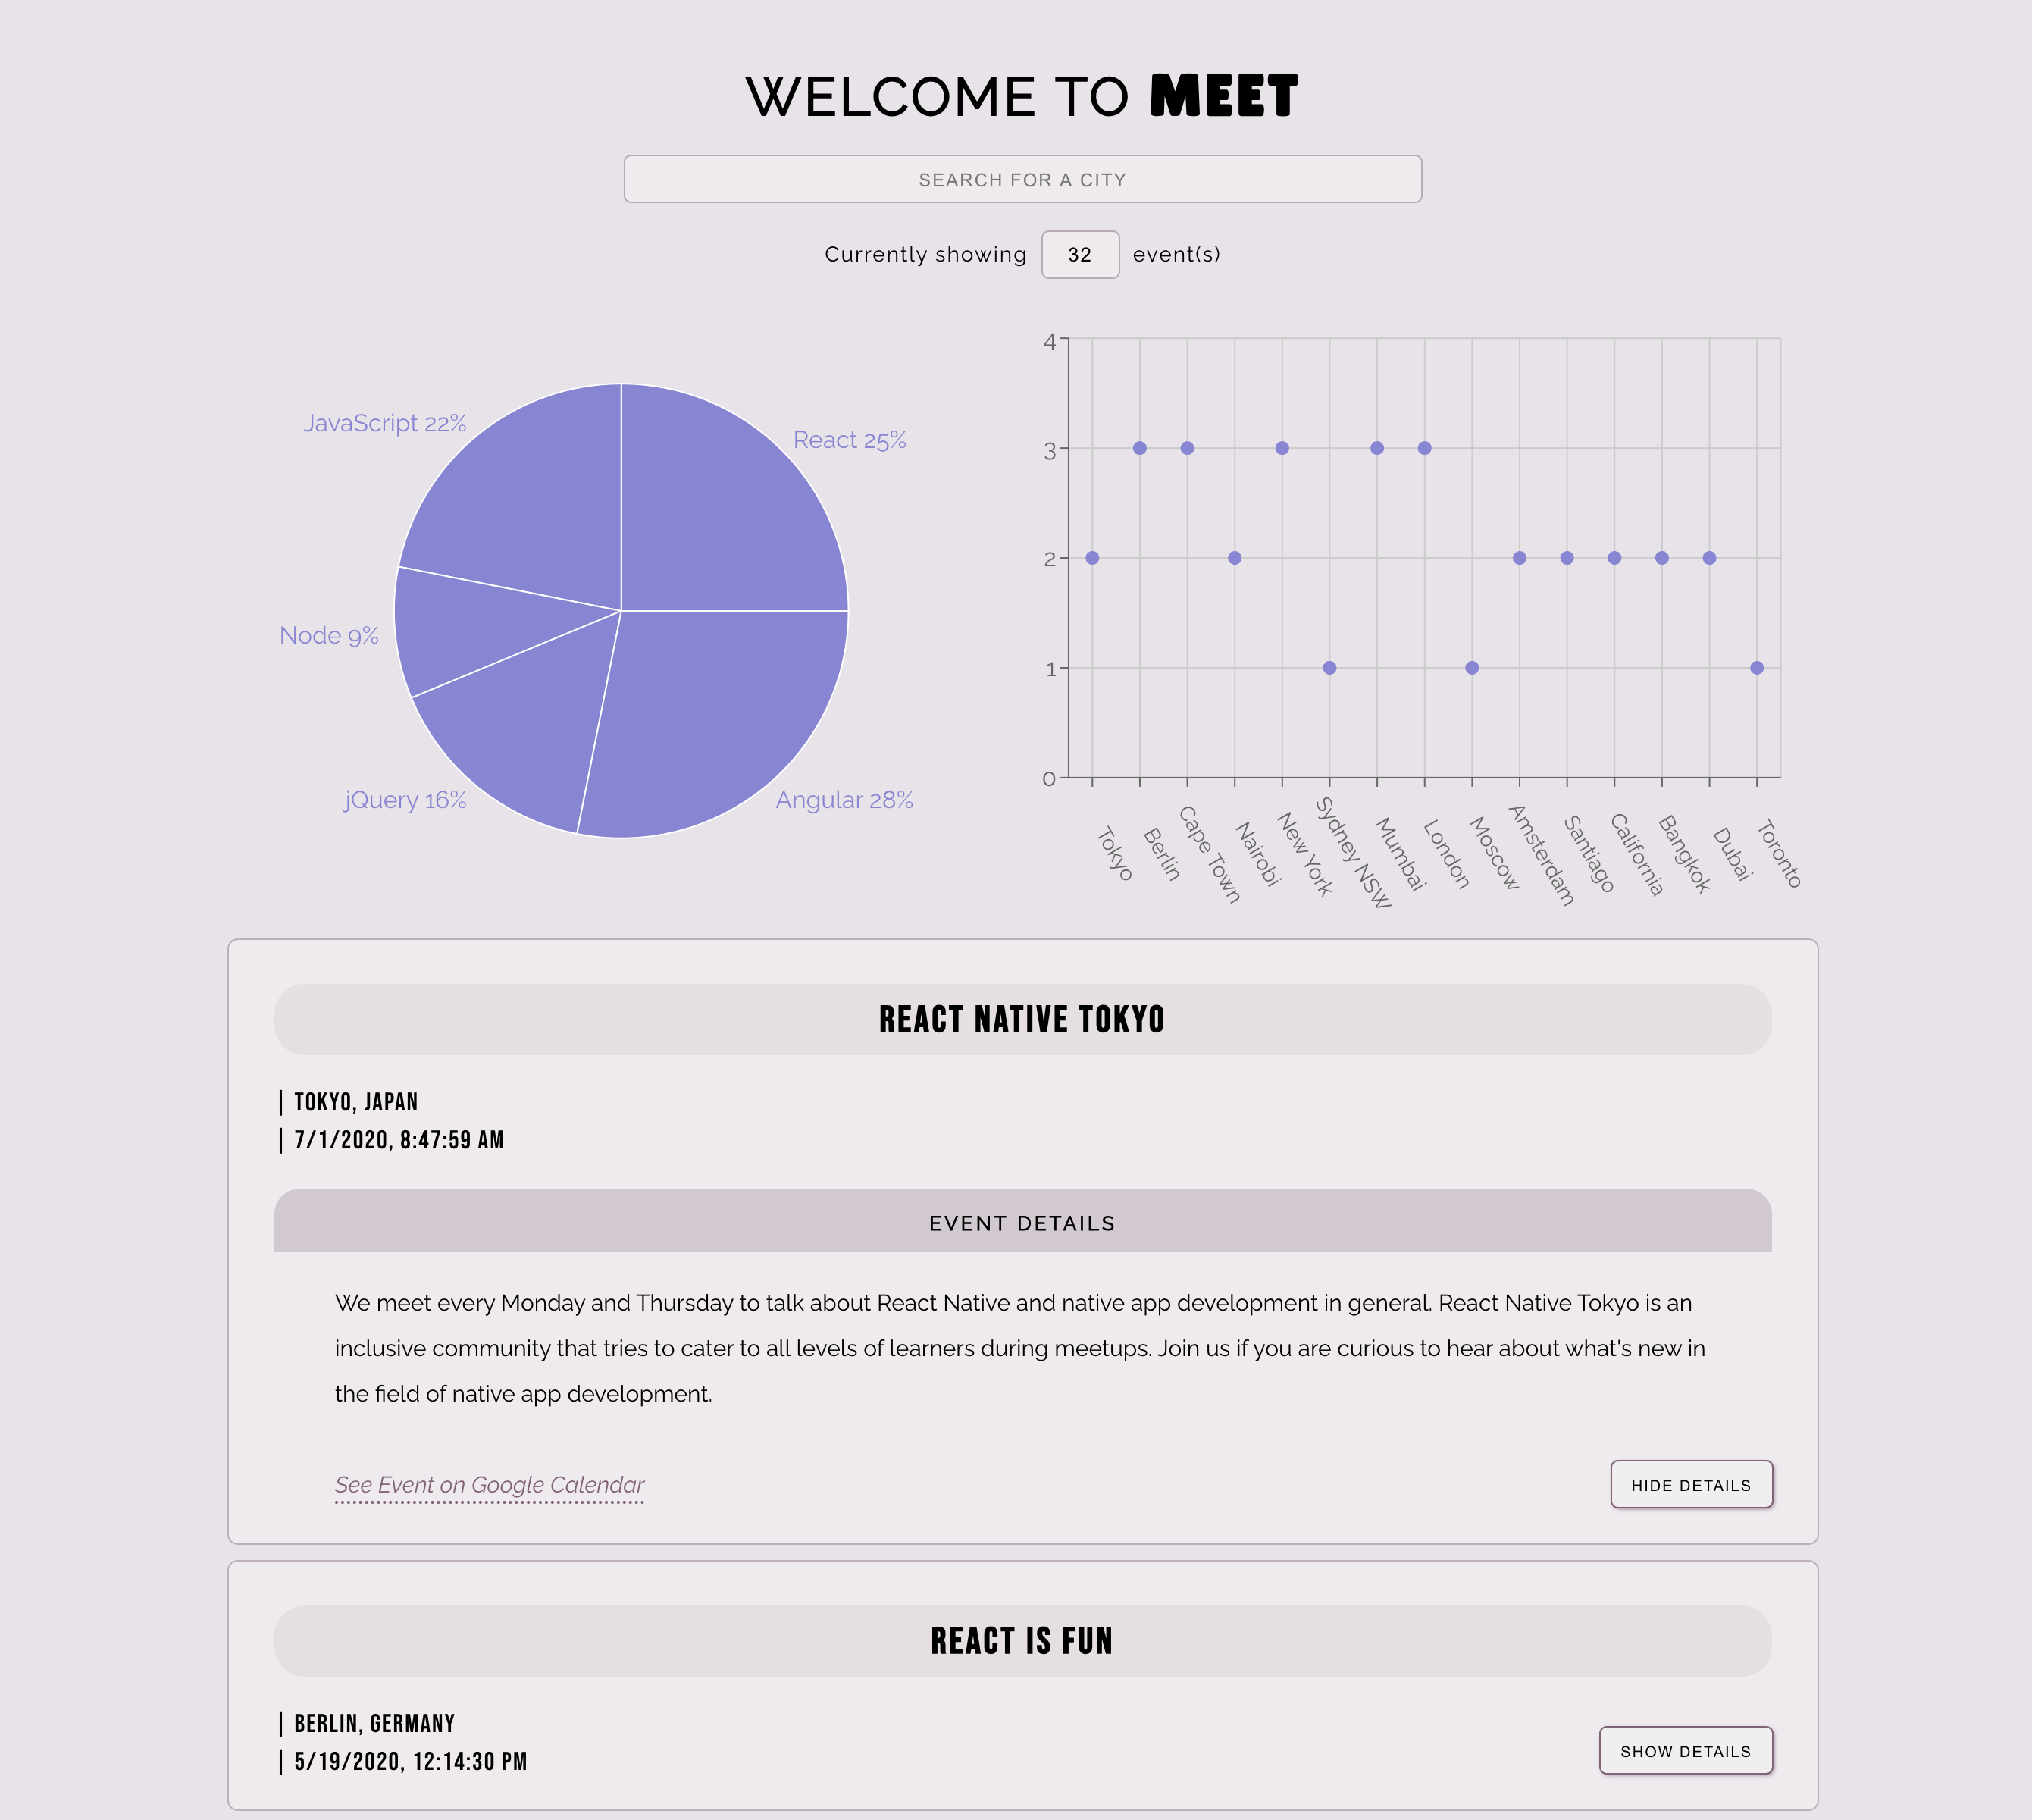 WELCOME TO MEET
SEARCH FOR A CITY
Currently showing 32 event(s)
JavaScript 22%
React 25%
Node 9%
jQuery 16%
Angular 28%
4
3
2
1
0
Tokyo
Berlin
Cape Town
Nairobi
New York
Sydney NSW
Mumbai
London
Moscow
Amsterdam
Santiago
California
Bangkok
Dubai
Toronto
REACT NATIVE TOKYO
TOKYO, JAPAN
7/1/2020, 8:47:59 AM
EVENT DETAILS
We meet every Monday and Thursday to talk about React Native and native app development in general. React Native Tokyo is an
inclusive community that tries to cater to all levels of learners during meetups. Join us if you are curious to hear about what's new in
the field of native app development.
See Event on Google Calendar
HIDE DETAILS
REACT IS FUN
BERLIN, GERMANY
5/19/2020, 12:14:30 PM
SHOW DETAILS